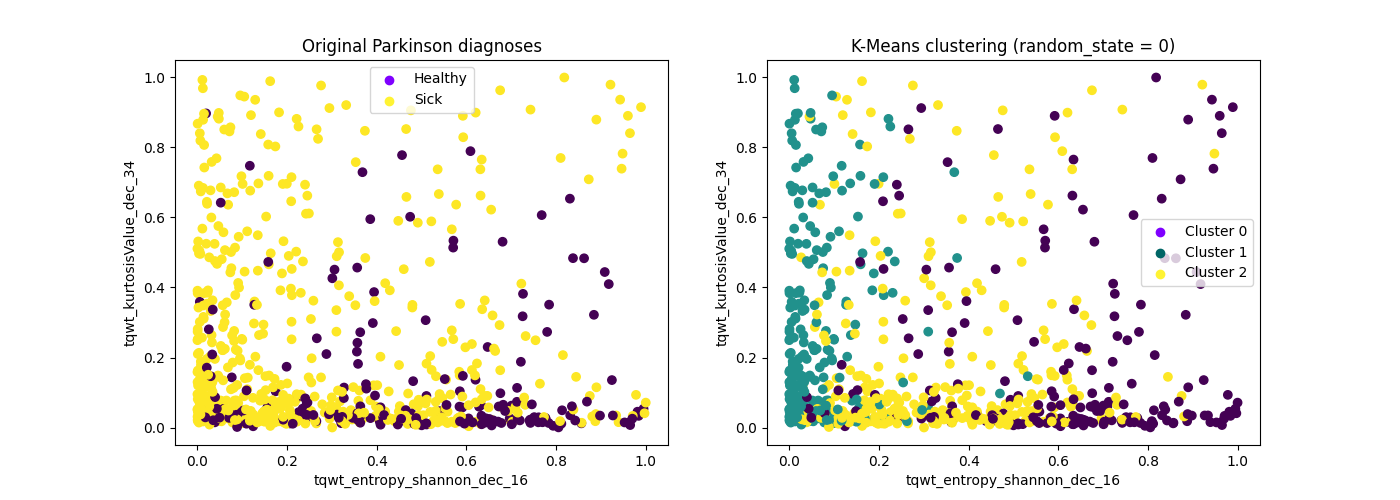 Original Parkinson diagnoses
Healthy
Sick
1.0
0.8
0.6
0.4
0.2
0.0
tqwt_kurtosisValue_dec_34
0.0 0.2 0.4 0.6 0.8 1.0
tqwt_entropy_shannon_dec_16
K-Means clustering (random_state = 0)
Cluster 0
Cluster 1
Cluster 2
1.0
0.8
0.6
0.4
0.2
0.0
tqwt_kurtosisValue_dec_34
0.0 0.2 0.4 0.6 0.8 1.0
tqwt_entropy_shannon_dec_16